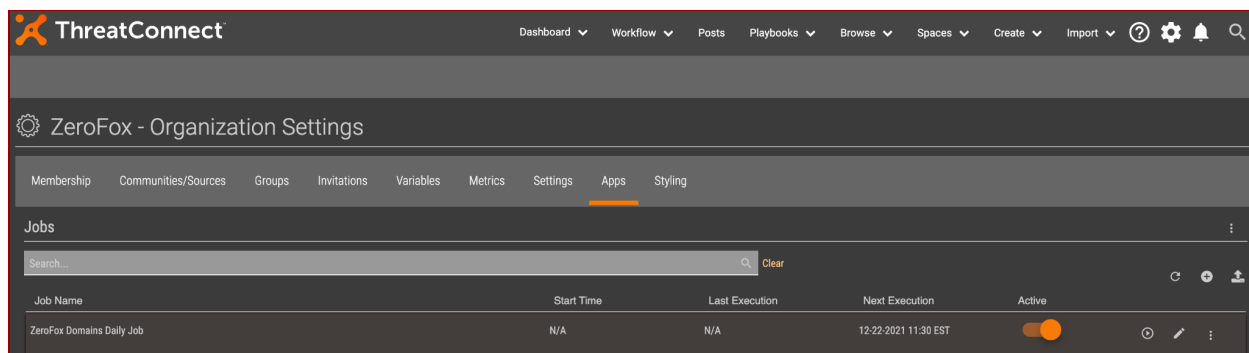 ThreatConnect
Dashboard Workflow Posts Playbooks Browse Spaces Create Import
ZeroFox - Organization Settings
Membership Communities/Sources Groups Invitations Variables Metrics Settings Apps Styling
Jobs
Search... Clear
Job Name Start Time Last Execution Next Execution Active
ZeroFox Domains Daily Job N/A N/A 12-22-2021 11:30 EST